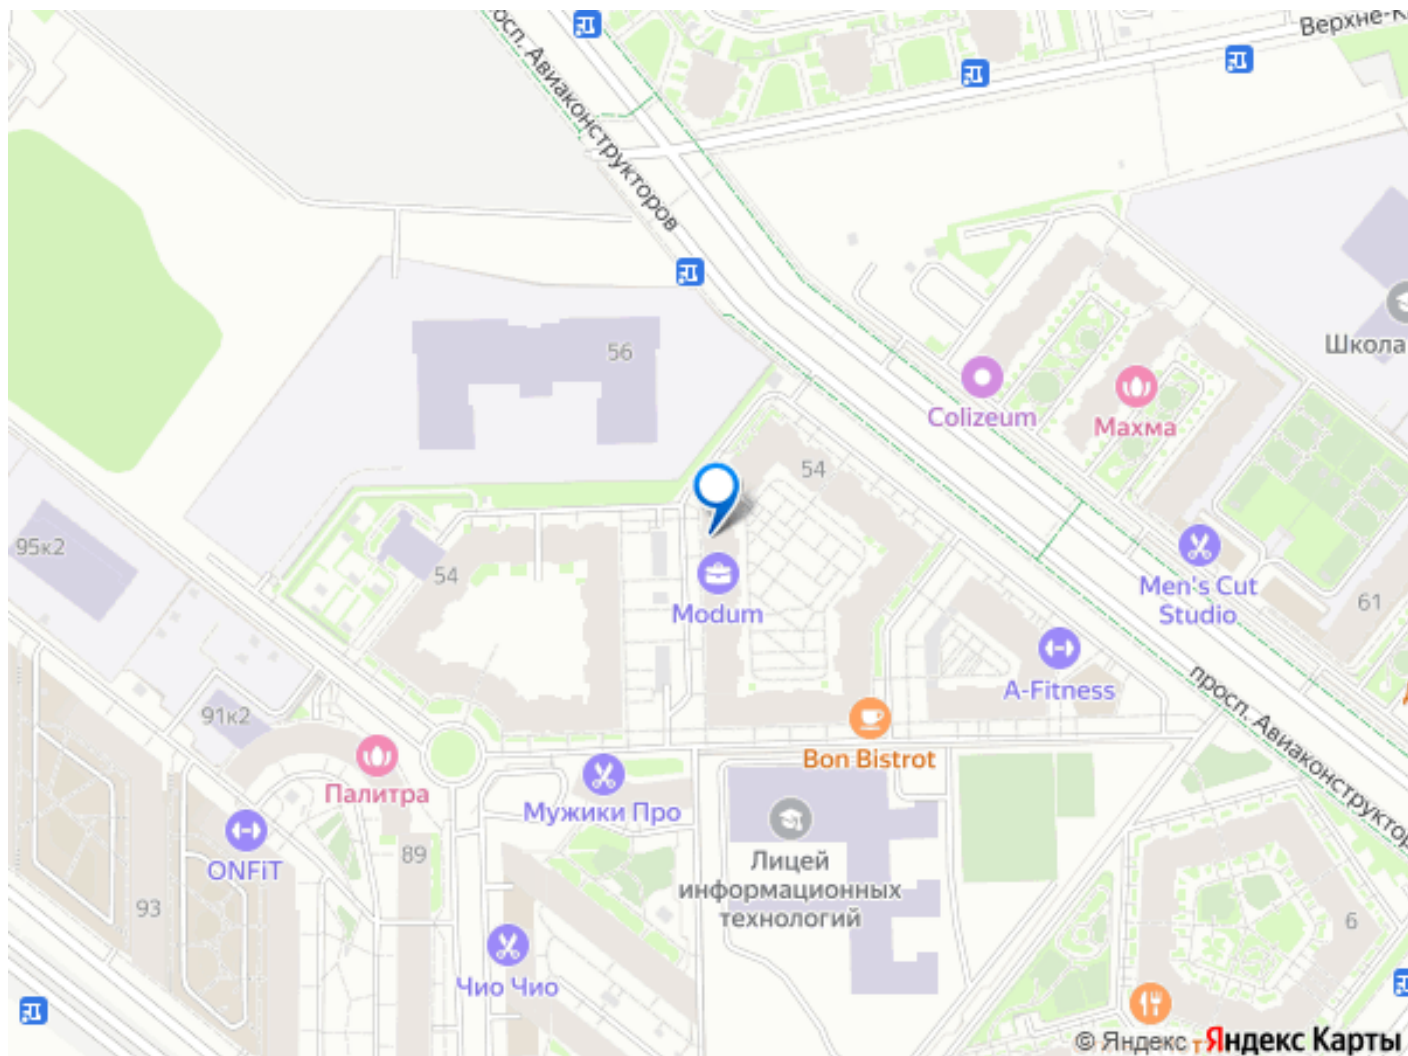 Верхне-К
росп. Авиаконструкторов
56
Школа
Colizeum
Махма
54
95к2
54
Modum
Men's Cut
Studio
61
A-Fitness
просп. Авиаконструктор
91к2
Bon Bistrot
Палитра
Мужики Про
ONFiT
89
Лицей
информационных
технологий
93
6
Чио Чио
© Яндекс
Яндекс Карты